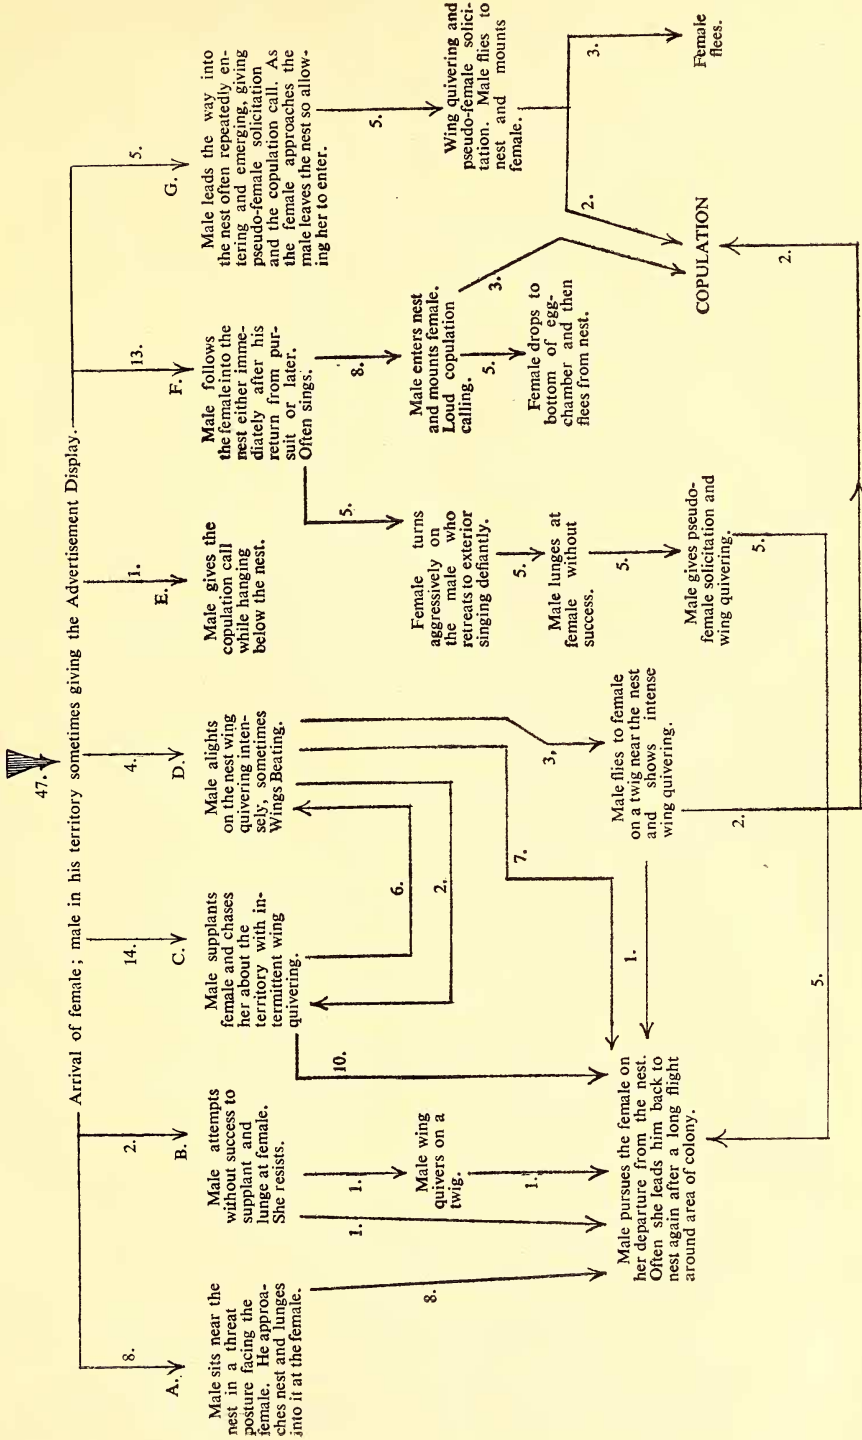 47.
Arrival of female; male in his territory sometimes giving the Advertisement Display.
8.
2.
14.
4.
1.
13.
5.
A.
B.
C.
D.
E.
F.
G.
Male sits near the
nest in a threat
posture facing the
female. He approa-
ches nest and lunges
into it at the female.
8.
Male attempts
without success to
supplant and
lunge at female.
She resists.
1.
1.
Male wing
quivers on a
twig.
1.
Male supplants
female and chases
her about the
territory with in-
termittent wing
quivering.
10.
6.
2.
Male alights
on the nest wing
quivering inten-
sely, sometimes
Wings Beating.
7.
3,
Male gives the
copulation call
while hanging
below the nest.
Male follows
the female into the
nest either imme-
diately after his
return from pur-
suit or later.
Often sings.
5.
8.
Male leads the way into
the nest often repeatedly en-
tering and emerging, giving
pseudo-female solicitation
and the copulation call. As
the female approaches the
male leaves the nest so allow-
ing her to enter.
5.
Female turns
aggressively on
the male who
retreats to exterior
singing defiantly.
5.
Male lunges at
female without
success.
5.
Male gives pseudo-
female solicitation and
wing quivering.
5.
5.
Male enters nest
and mounts female.
Loud copulation
calling.
3.
5.
Female drops to
bottom of egg-
chamber and then
flees from nest.
Wing quivering and
pseudo-female solici-
tation. Male flies to
nest and mounts
female.
2.
3.
Female
flees.
Male flies to female
on a twig near the nest
and shows intense
wing quivering.
1.
2.
2.
COPULATION
Male pursues the female on
her departure from the nest.
Often she leads him back to
nest again after a long flight
around area of colony.